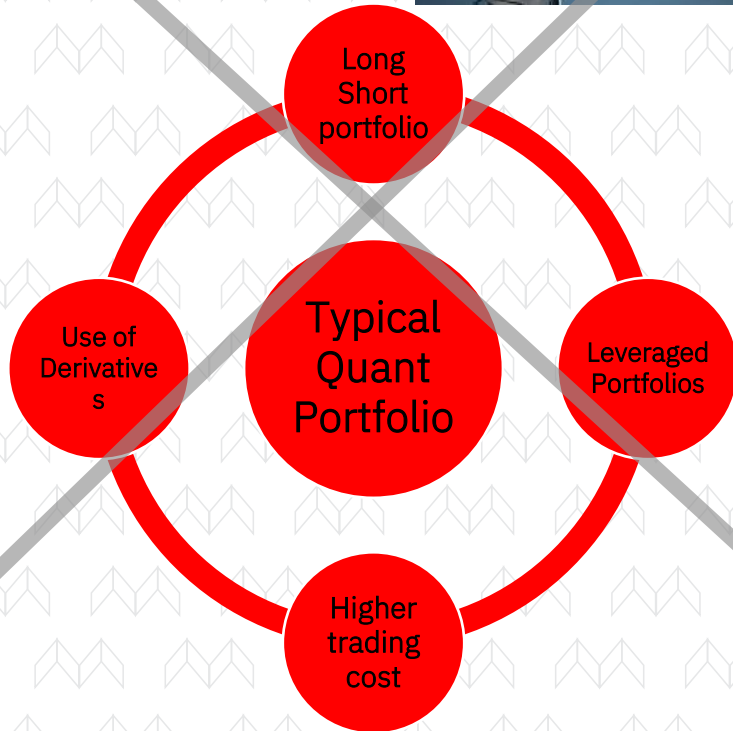 Long
Short
portfolio
Typical
Quant
Portfolio
Use of
Derivative
s
Leveraged
Portfolios
Higher
trading
cost